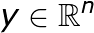 y ∈ ℝⁿ